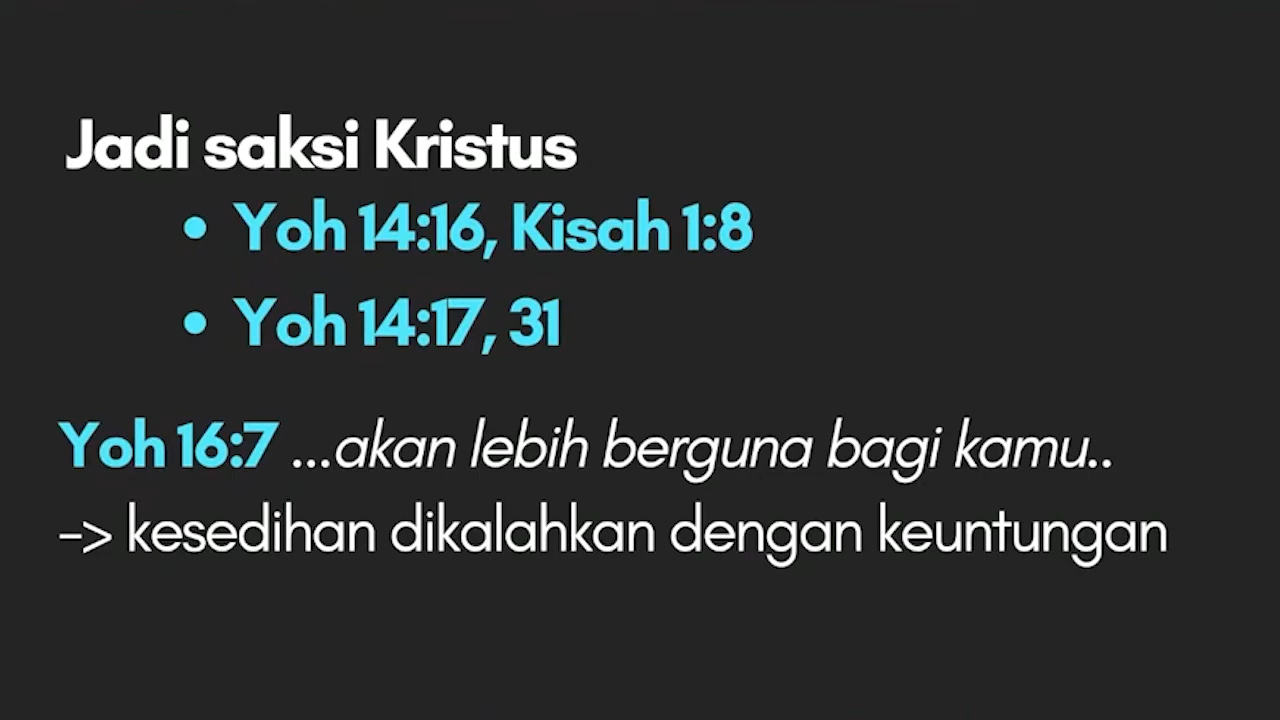 Jadi saksi Kristus
• Yoh 14:16, Kisah 1:8
• Yoh 14:17, 31
Yoh 16:7 ...akan lebih berguna bagi kamu..
-> kesedihan dikalahkan dengan keuntungan